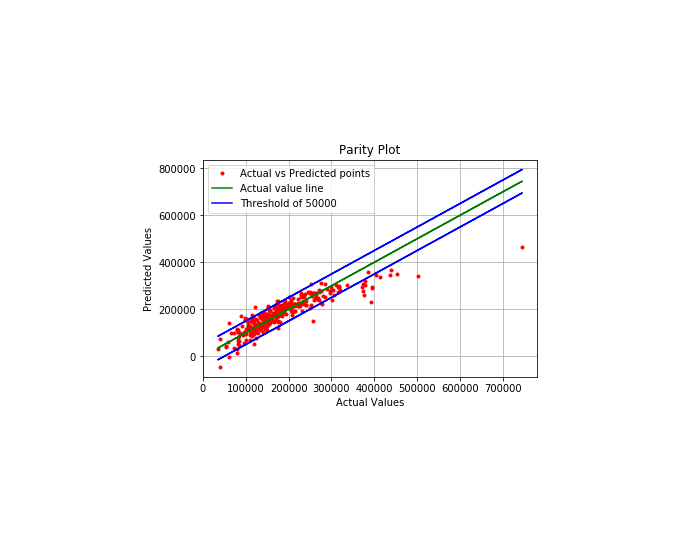 Parity Plot
Actual vs Predicted points
Actual value line
Threshold of 50000
800000
600000
400000
200000
0
Predicted Values
0 100000 200000 300000 400000 500000 600000 700000
Actual Values